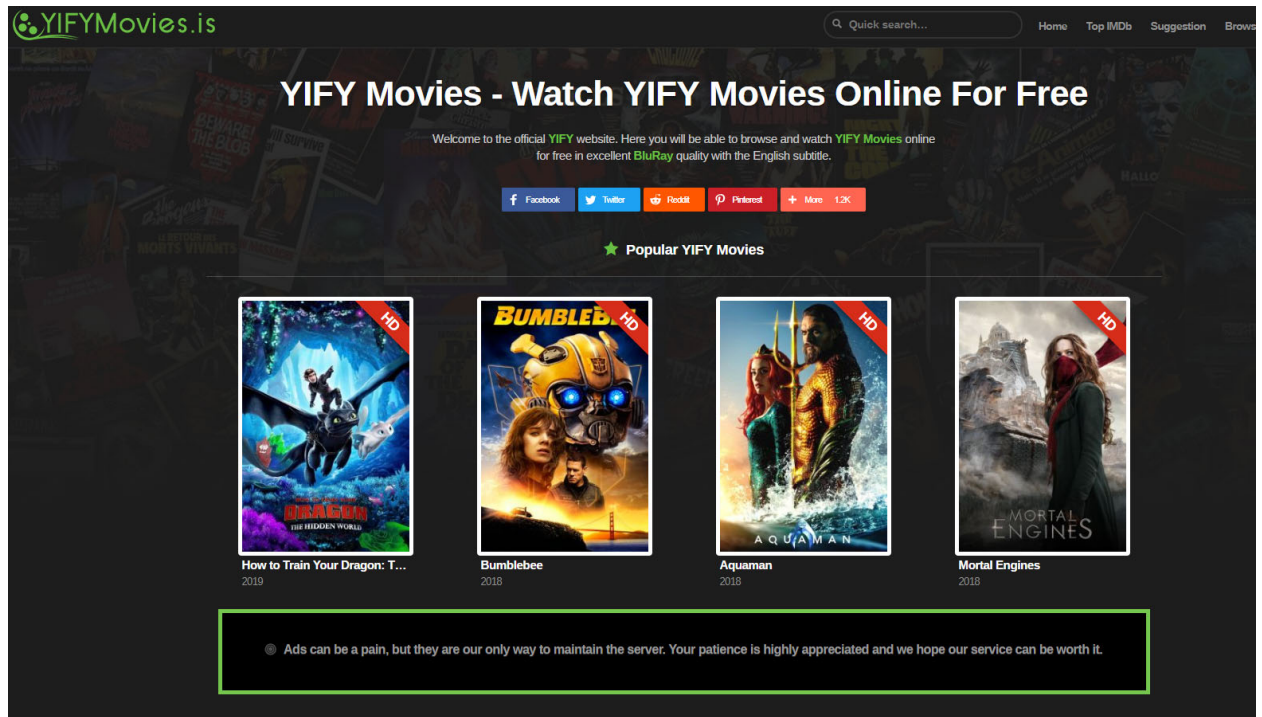 YIFYMovies.is
Quick search...
Home Top IMDb Suggestion Brows
YIFY Movies - Watch YIFY Movies Online For Free
Welcome to the official YIFY website. Here you will be able to browse and watch YIFY Movies online
for free in excellent BluRay quality with the English subtitle.
Facebook Twitter Reddit Pinterest More 1.2K
Popular YIFY Movies
HD
DRAGON
THE HIDDEN WORLD
How to Train Your Dragon: T...
2019
HD
BUMBLEB
Bumblebee
2018
HD
AQUAMAN
Aquaman
2018
HD
MORTAL
ENGINES
Mortal Engines
2018
Ads can be a pain, but they are our only way to maintain the server. Your patience is highly appreciated and we hope our service can be worth it.